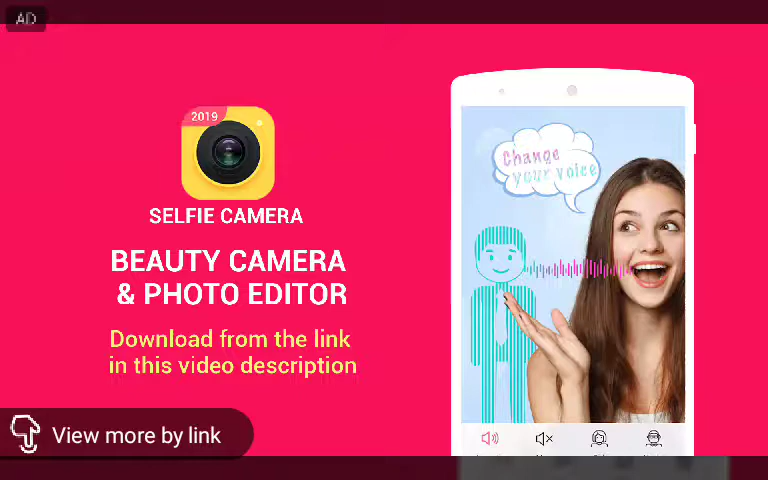 AD
2019
SELFIE CAMERA
BEAUTY CAMERA
& PHOTO EDITOR
Download from the link
in this video description
Change
your voice
View more by link